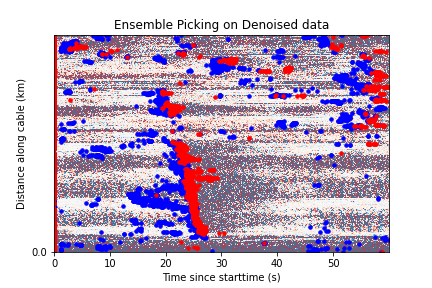 Ensemble Picking on Denoised data
Distance along cable (km)
0.0
0 10 20 30 40 50
Time since starttime (s)